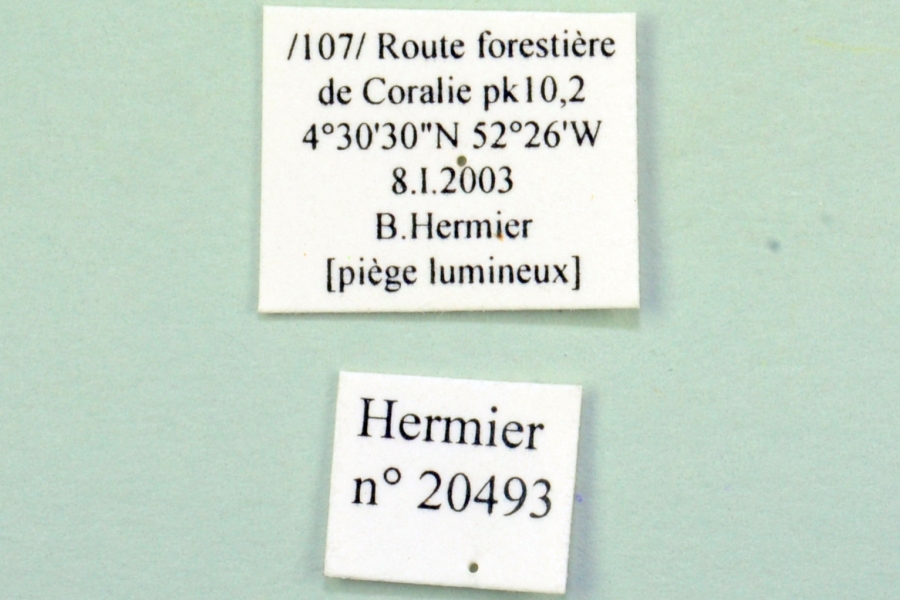 /107/ Route forestière
de Coralie pk10,2
4°30'30"N 52°26'W
8.I.2003
B.Hermier
[piège lumineux]
Hermier
n° 20493